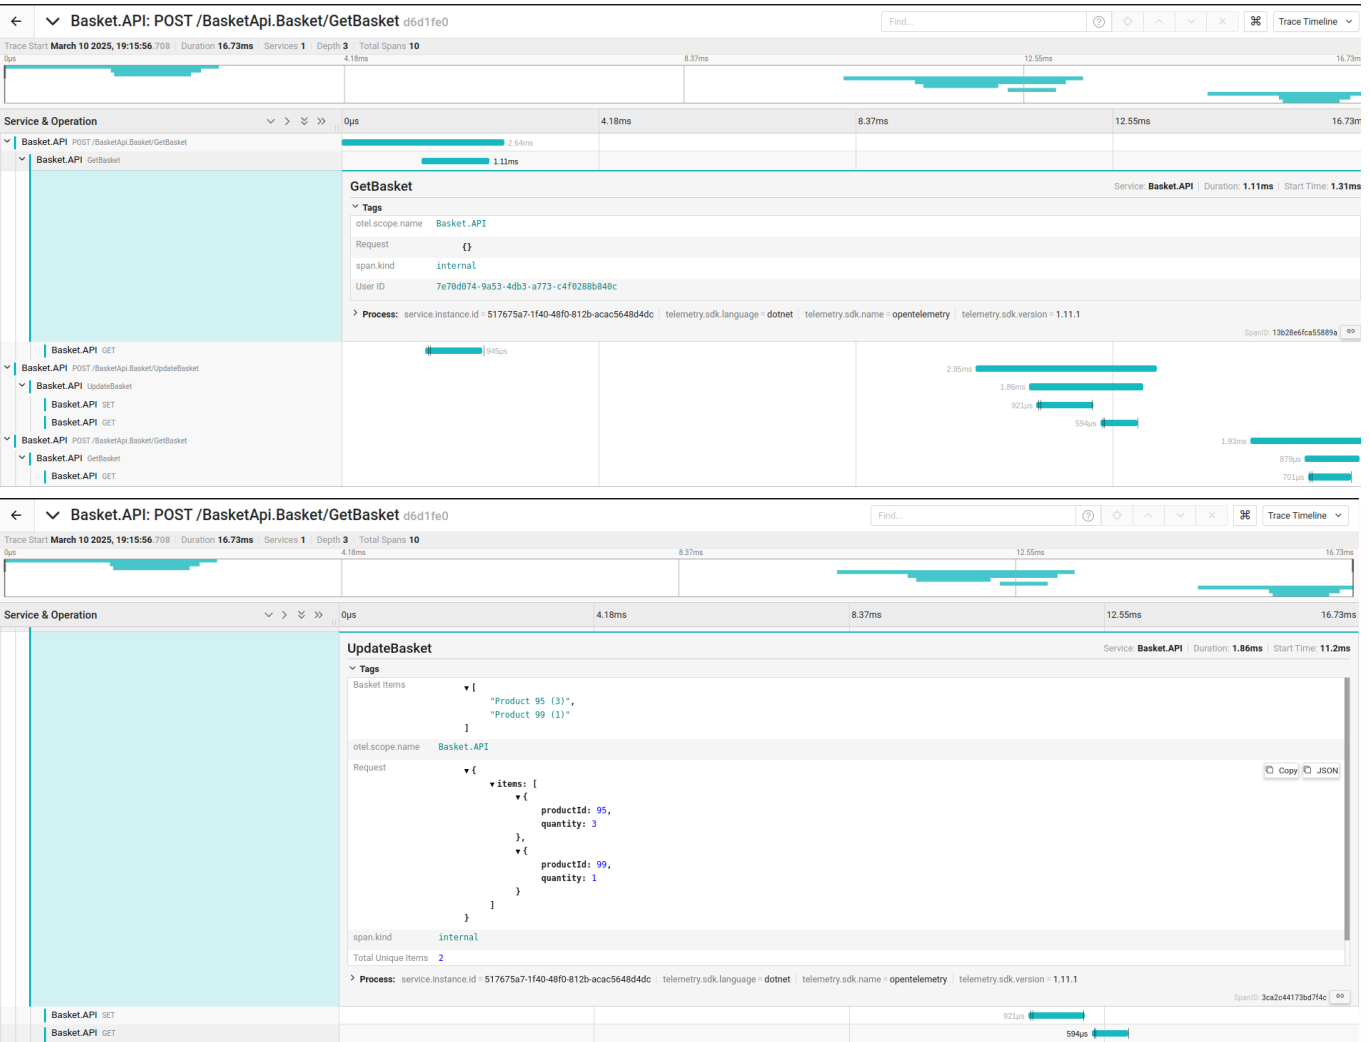 Basket.API: POST /BasketApi.Basket/GetBasket d6d1fe0
Find...
Trace Timeline
Trace Start March 10 2025, 19:15:56.708 | Duration 16.73ms | Services 1 | Depth 3 | Total Spans 10
0μs 4.18ms 8.37ms 12.55ms 16.73m
Service & Operation 0μs 4.18ms 8.37ms 12.55ms 16.73m
Basket.API POST /BasketApi.Basket/GetBasket 2.64ms
Basket.API GetBasket 1.11ms
GetBasket Service: Basket.API | Duration: 1.11ms | Start Time: 1.31ms
Tags
otel.scope.name Basket.API
Request {}
span.kind internal
User ID 7e70d074-9a53-4db3-a773-c4f0288b840c
Process: service.instance.id = 517675a7-1f40-48f0-812b-acac5648d4dc | telemetry.sdk.language = dotnet | telemetry.sdk.name = opentelemetry | telemetry.sdk.version = 1.11.1
SpanID: 13b28e6fca55889a
Basket.API GET 945μs
Basket.API POST /BasketApi.Basket/UpdateBasket 2.95ms
Basket.API UpdateBasket 1.86ms
Basket.API SET 921μs
Basket.API GET 594μs
Basket.API POST /BasketApi.Basket/GetBasket 1.93ms
Basket.API GetBasket 879μs
Basket.API GET 701μs
Basket.API: POST /BasketApi.Basket/GetBasket d6d1fe0
Find...
Trace Timeline
Trace Start March 10 2025, 19:15:56.708 | Duration 16.73ms | Services 1 | Depth 3 | Total Spans 10
0μs 4.18ms 8.37ms 12.55ms 16.73ms
Service & Operation 0μs 4.18ms 8.37ms 12.55ms 16.73ms
UpdateBasket Service: Basket.API | Duration: 1.86ms | Start Time: 11.2ms
Tags
Basket Items [
"Product 95 (3)",
"Product 99 (1)"
]
otel.scope.name Basket.API
Request {
Copy JSON
items: [
{
productId: 95,
quantity: 3
},
{
productId: 99,
quantity: 1
}
]
}
span.kind internal
Total Unique Items 2
Process: service.instance.id = 517675a7-1f40-48f0-812b-acac5648d4dc | telemetry.sdk.language = dotnet | telemetry.sdk.name = opentelemetry | telemetry.sdk.version = 1.11.1
SpanID: 3ca2c44173bd7f4c
Basket.API SET 921μs
Basket.API GET 594μs